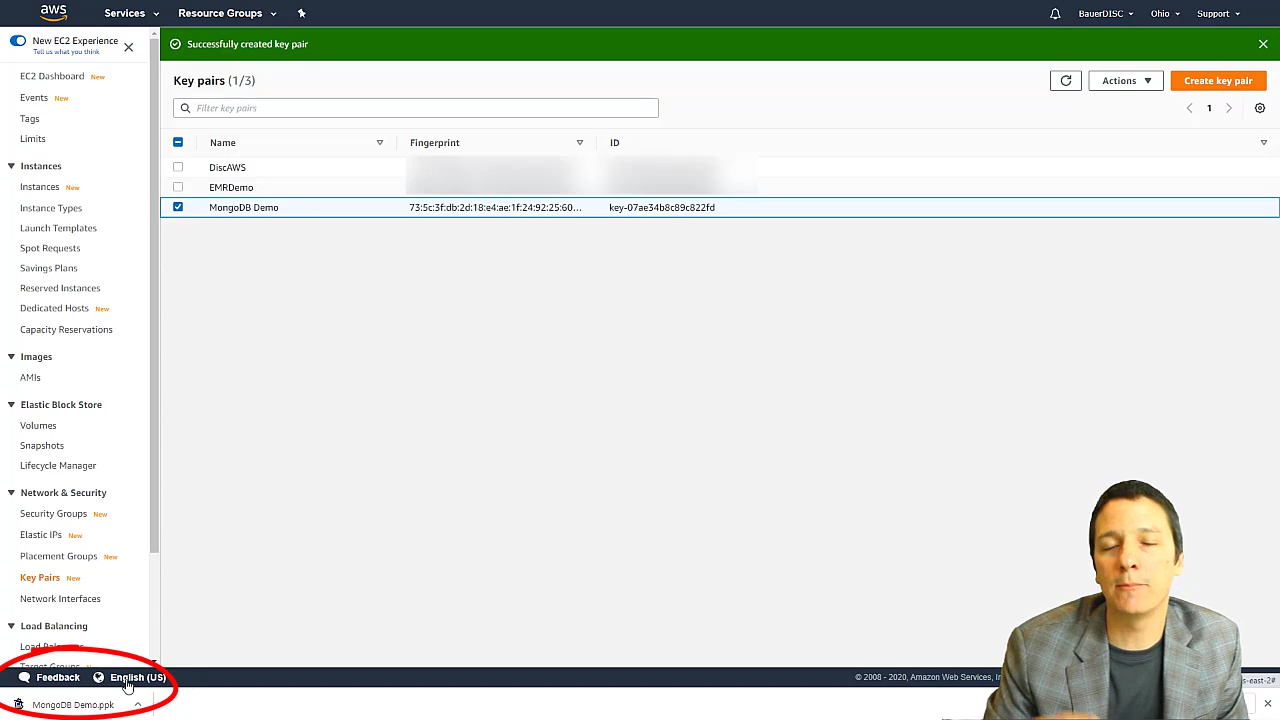 aws Services Resource Groups BauerDISC Ohio Support
New EC2 Experience
Tell us what you think
Successfully created key pair
EC2 Dashboard New
Events New
Tags
Limits
Instances
Instances New
Instance Types
Launch Templates
Spot Requests
Savings Plans
Reserved Instances
Dedicated Hosts New
Capacity Reservations
Images
AMIs
Elastic Block Store
Volumes
Snapshots
Lifecycle Manager
Network & Security
Security Groups New
Elastic IPs New
Placement Groups New
Key Pairs New
Network Interfaces
Load Balancing
Key pairs (1/3)
Actions Create key pair
Filter key pairs
1
Name Fingerprint ID
DiscAWS
EMRDemo
MongoDB Demo 73:5c:3f:db:2d:18:e4:ae:1f:24:92:25:60... key-07ae34b8c89c822fd
Feedback English (US) © 2008 - 2020, Amazon Web Services,
s-east-2#
MongoDB Demo.ppk